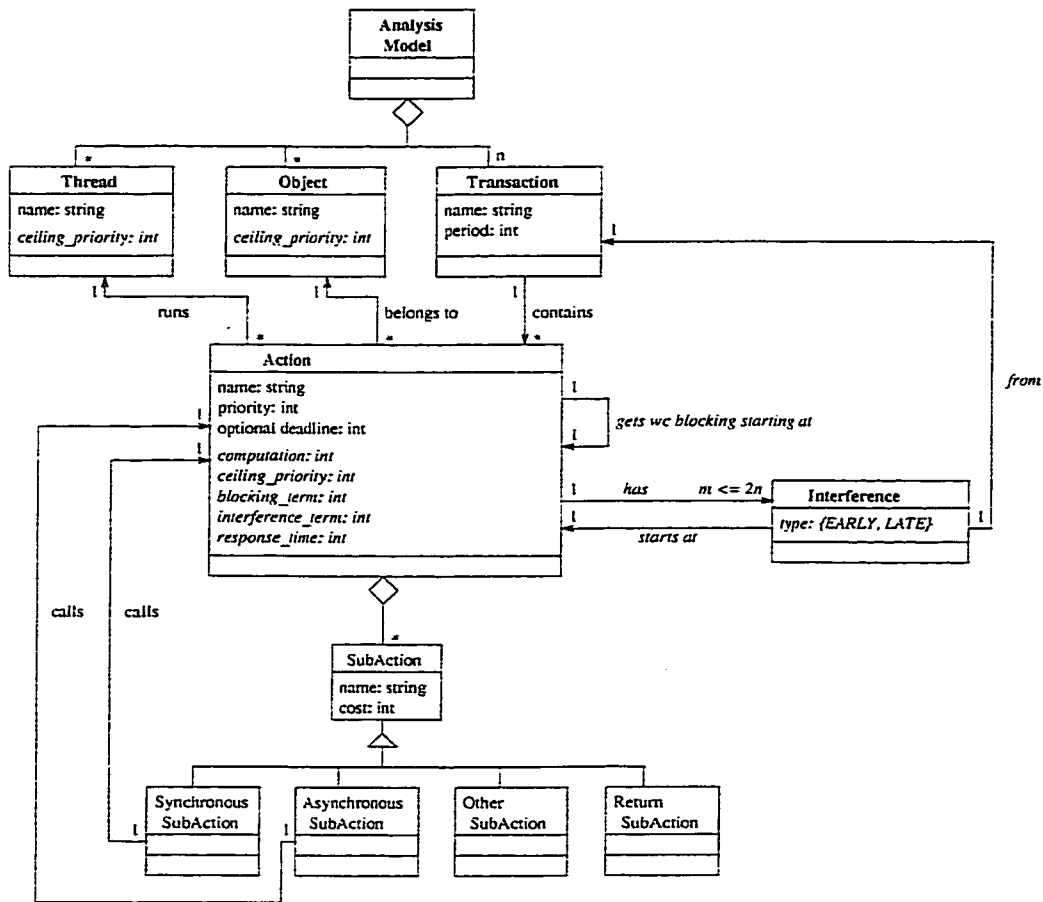 Analysis
Model
* * n
Thread
name: string
ceiling_priority: int
Object
name: string
ceiling_priority: int
Transaction
name: string
period: int
1
1 runs *
1 belongs to *
1 contains *
from
Action
name: string
priority: int
optional deadline: int
computation: int
ceiling_priority: int
blocking_term: int
interference_term: int
response_time: int
1
1
1
gets wc blocking starting at
1
1 has m <= 2n
1 starts at
Interference
type: {EARLY, LATE}
1
1
calls calls
*
SubAction
name: string
cost: int
Synchronous
SubAction
1
Asynchronous
SubAction
1
Other
SubAction
Return
SubAction